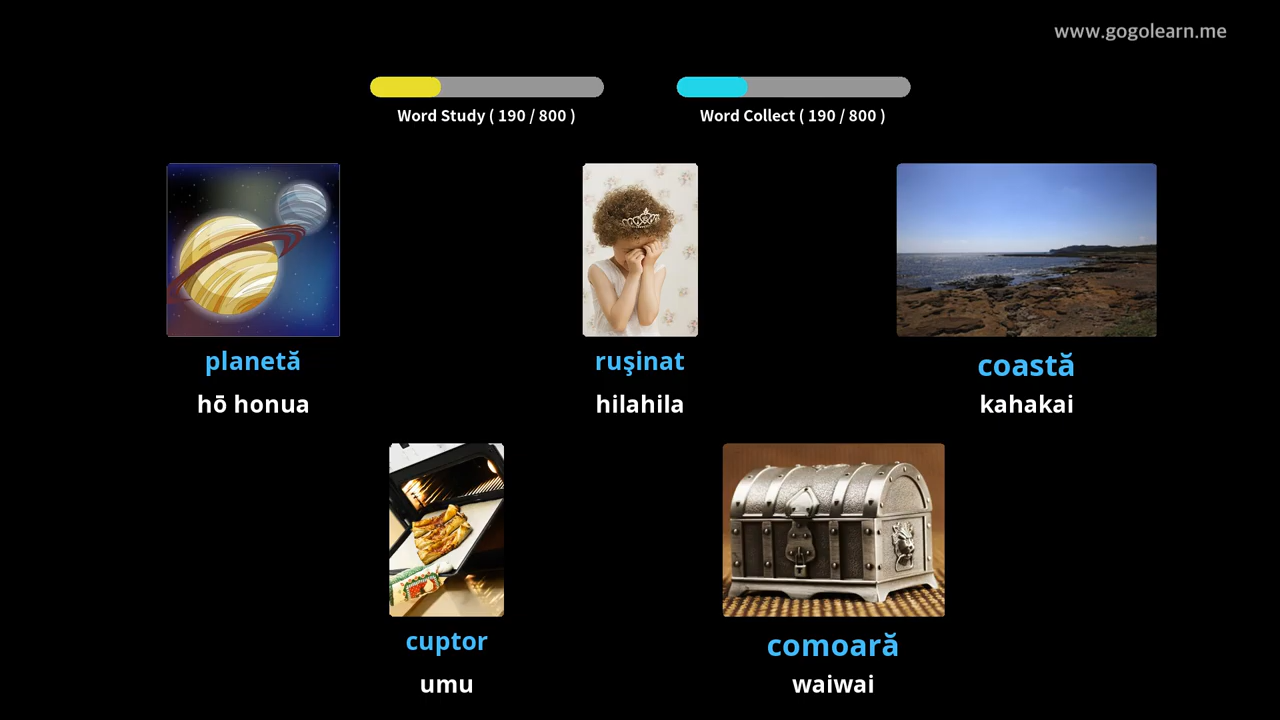 www.gogolearn.me
Word Study ( 190 / 800 )
Word Collect ( 190 / 800 )
planetă
hō honua
ruşinat
hilahila
coastă
kahakai
cuptor
umu
comoară
waiwai